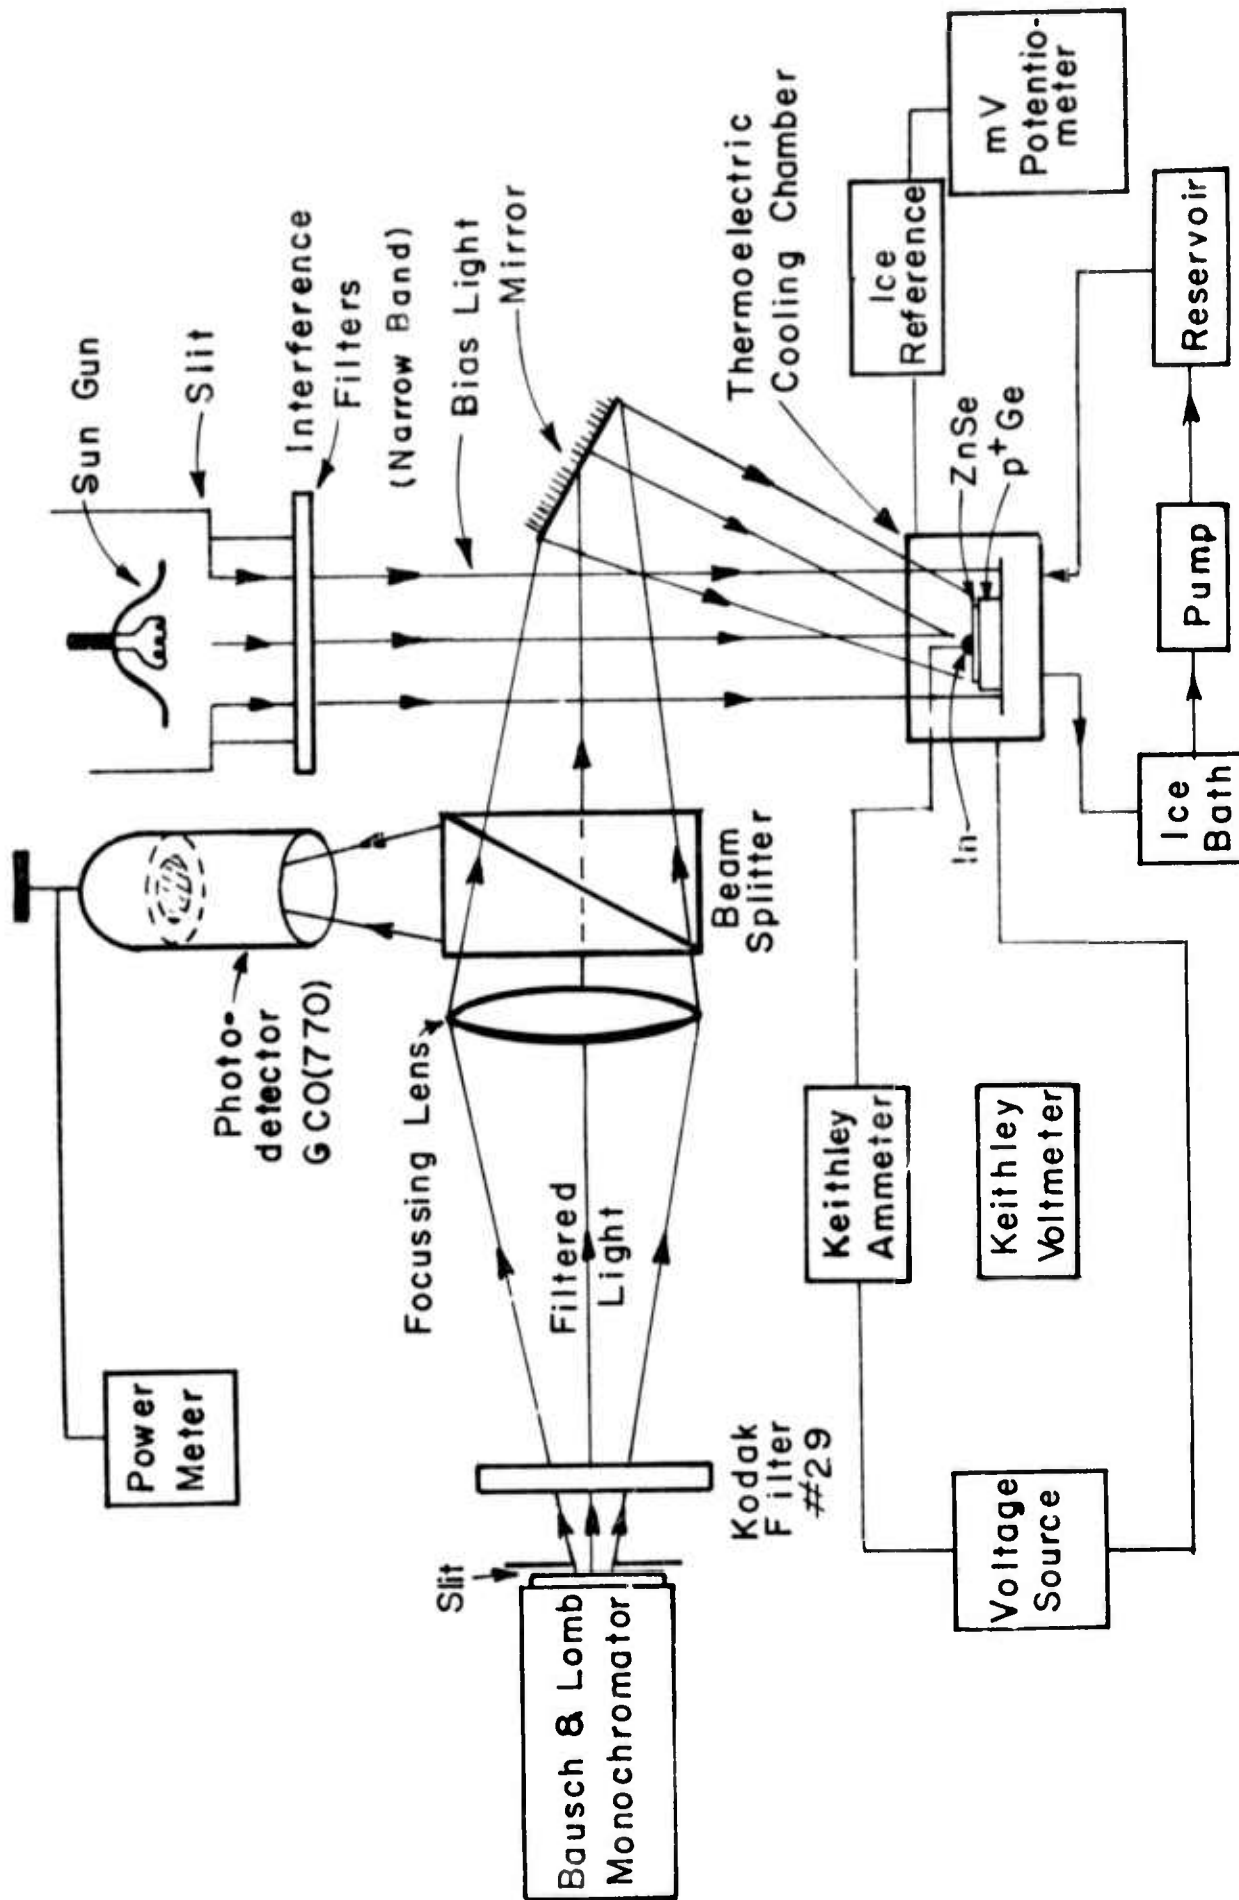 Sun Gun
Slit
Interference
Filters
(Narrow Band)
Bias Light
Mirror
Thermoelectric
Cooling Chamber
Ice
Reference
mV
Potentio-
meter
ZnSe
p⁺Ge
In
Reservoir
Pump
Ice
Bath
Photo-
detector
GCO(770)
Power
Meter
Focussing Lens
Beam
Splitter
Filtered
Light
Kodak
Filter
#29
Slit
Bausch & Lomb
Monochromator
Keithley
Ammeter
Keithley
Voltmeter
Voltage
Source